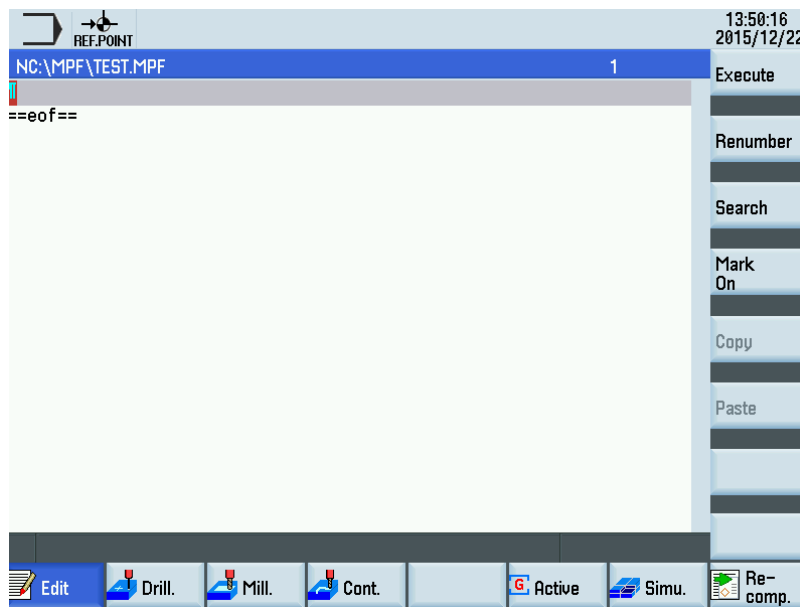 REF.POINT
13:50:16
2015/12/22
NC:\MPF\TEST.MPF 1
==eof==
Execute
Renumber
Search
Mark
On
Copy
Paste
Edit Drill. Mill. Cont. G Active Simu. Re-
comp.